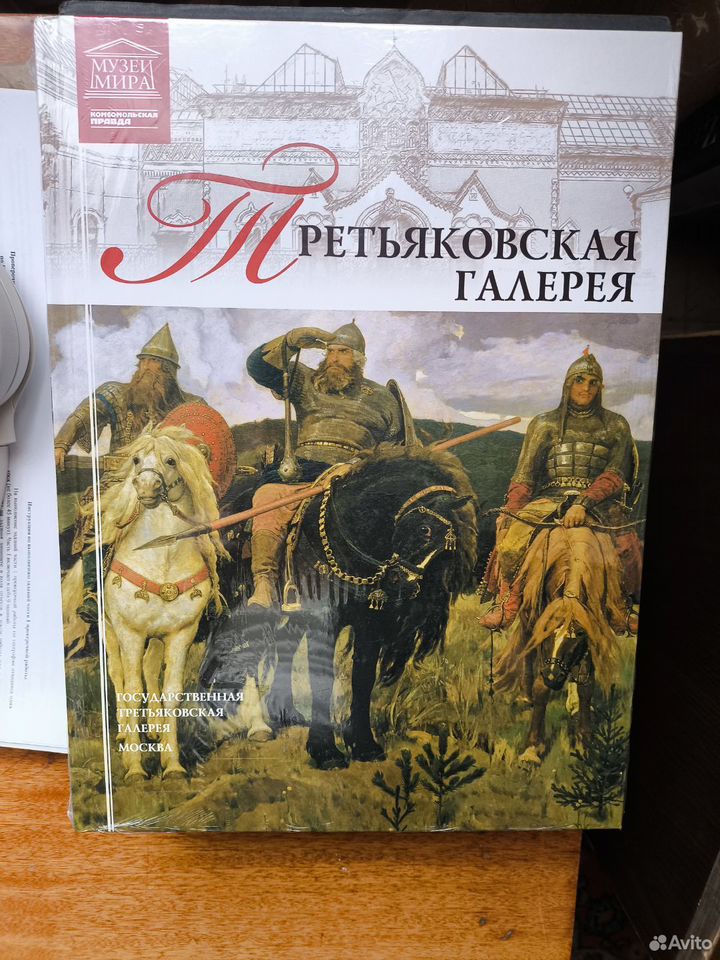 МУЗЕИ
МИРА
КОМСОМОЛЬСКАЯ
ПРАВДА
ТРЕТЬЯКОВСКАЯ
ГАЛЕРЕЯ
ГОСУДАРСТВЕННАЯ
ТРЕТЬЯКОВСКАЯ
ГАЛЕРЕЯ
МОСКВА
Avito